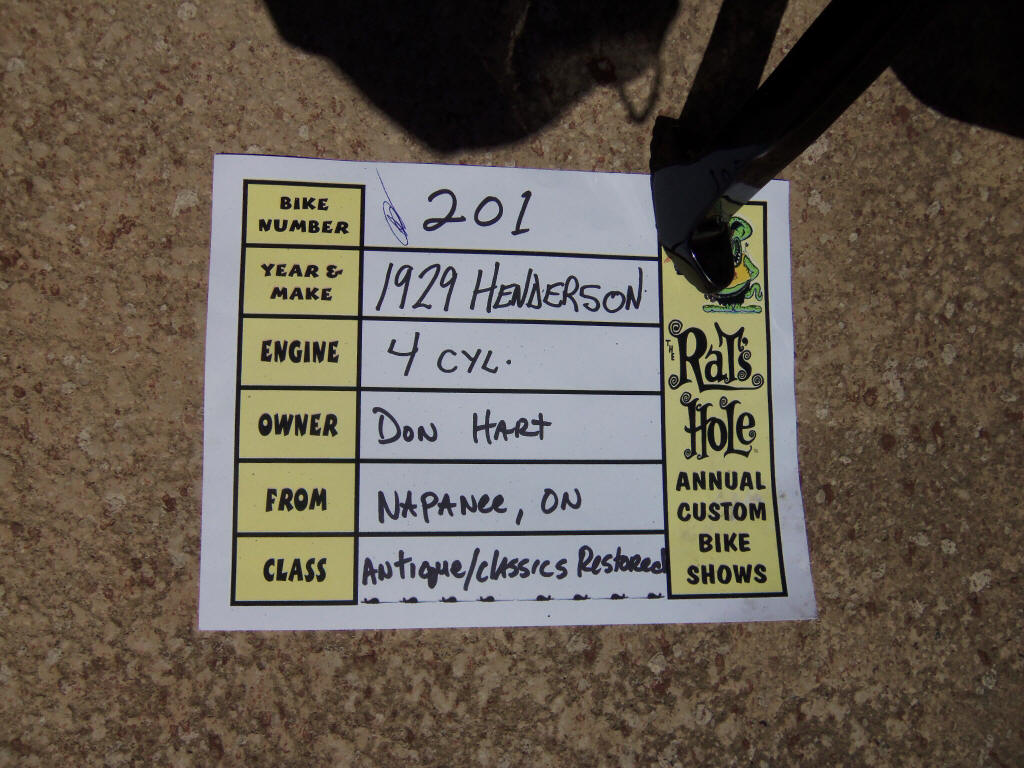 BIKE NUMBER 201
YEAR & MAKE 1929 HENDERSON
ENGINE 4 CYL.
OWNER DON HART
FROM NAPANEE, ON
CLASS Antique/Classics Restored
THE RAT'S HOLE
ANNUAL
CUSTOM
BIKE
SHOWS